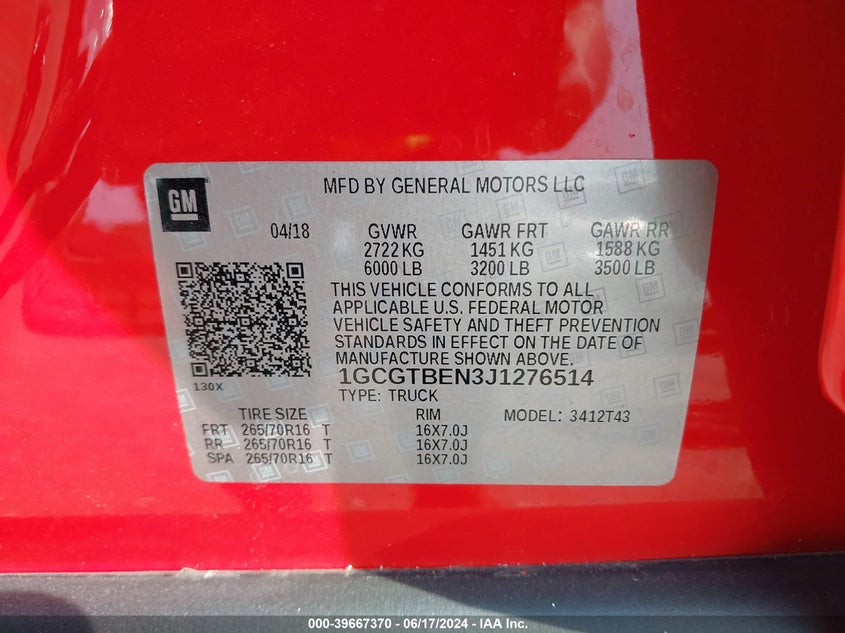 GM
MFD BY GENERAL MOTORS LLC
04/18 GVWR GAWR FRT GAWR RR
2722 KG 1451 KG 1588 KG
6000 LB 3200 LB 3500 LB
THIS VEHICLE CONFORMS TO ALL
APPLICABLE U.S. FEDERAL MOTOR
VEHICLE SAFETY AND THEFT PREVENTION
STANDARDS IN EFFECT ON THE DATE OF
MANUFACTURE SHOWN ABOVE.
130X
1GCGTBEN3J1276514
TYPE: TRUCK
TIRE SIZE RIM MODEL: 3412T43
FRT 265/70R16 T 16X7.0J
RR 265/70R16 T 16X7.0J
SPA 265/70R16 T 16X7.0J
000-39667370 - 06/17/2024 - IAAI.COM